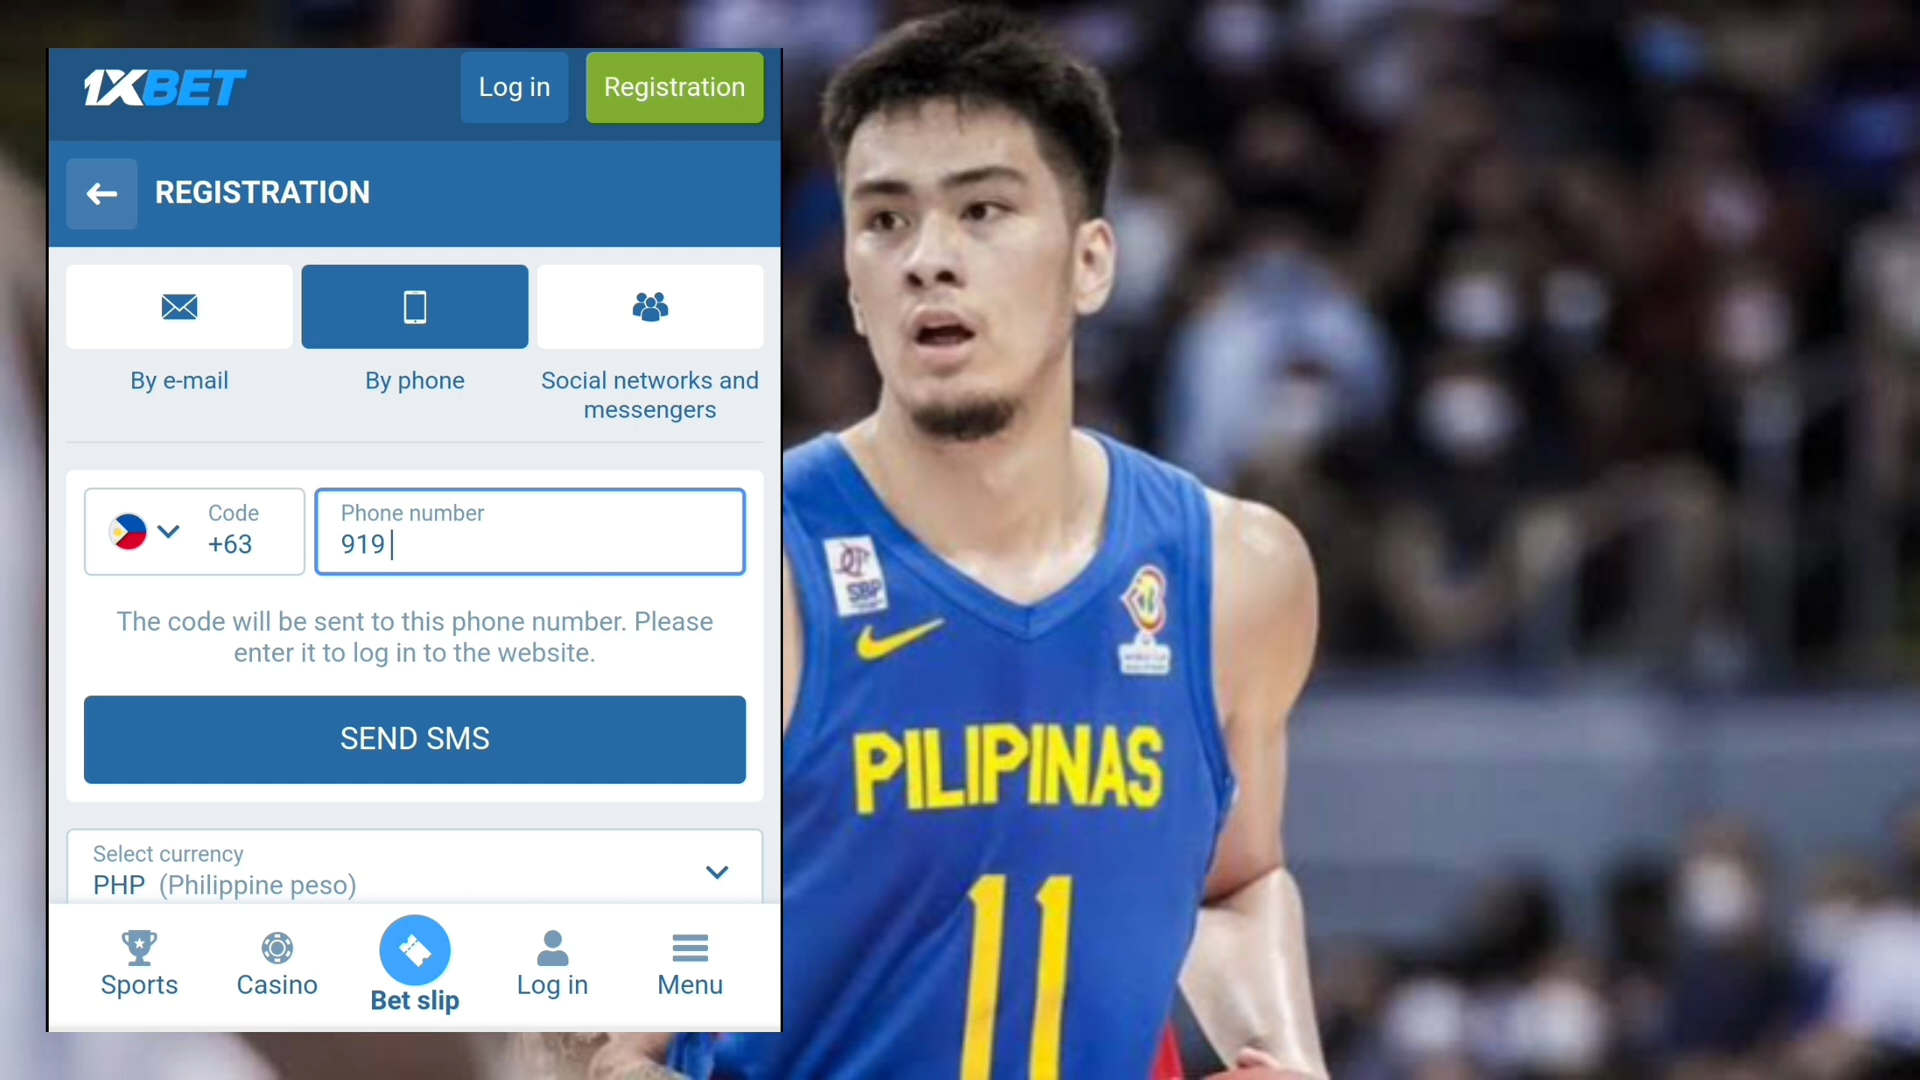 1XBET
Log in
Registration
REGISTRATION
By e-mail
By phone
Social networks and
messengers
Code
+63
Phone number
919
The code will be sent to this phone number. Please
enter it to log in to the website.
SEND SMS
Select currency
PHP (Philippine peso)
Sports
Casino
Bet slip
Log in
Menu
SBP
PILIPINAS
11